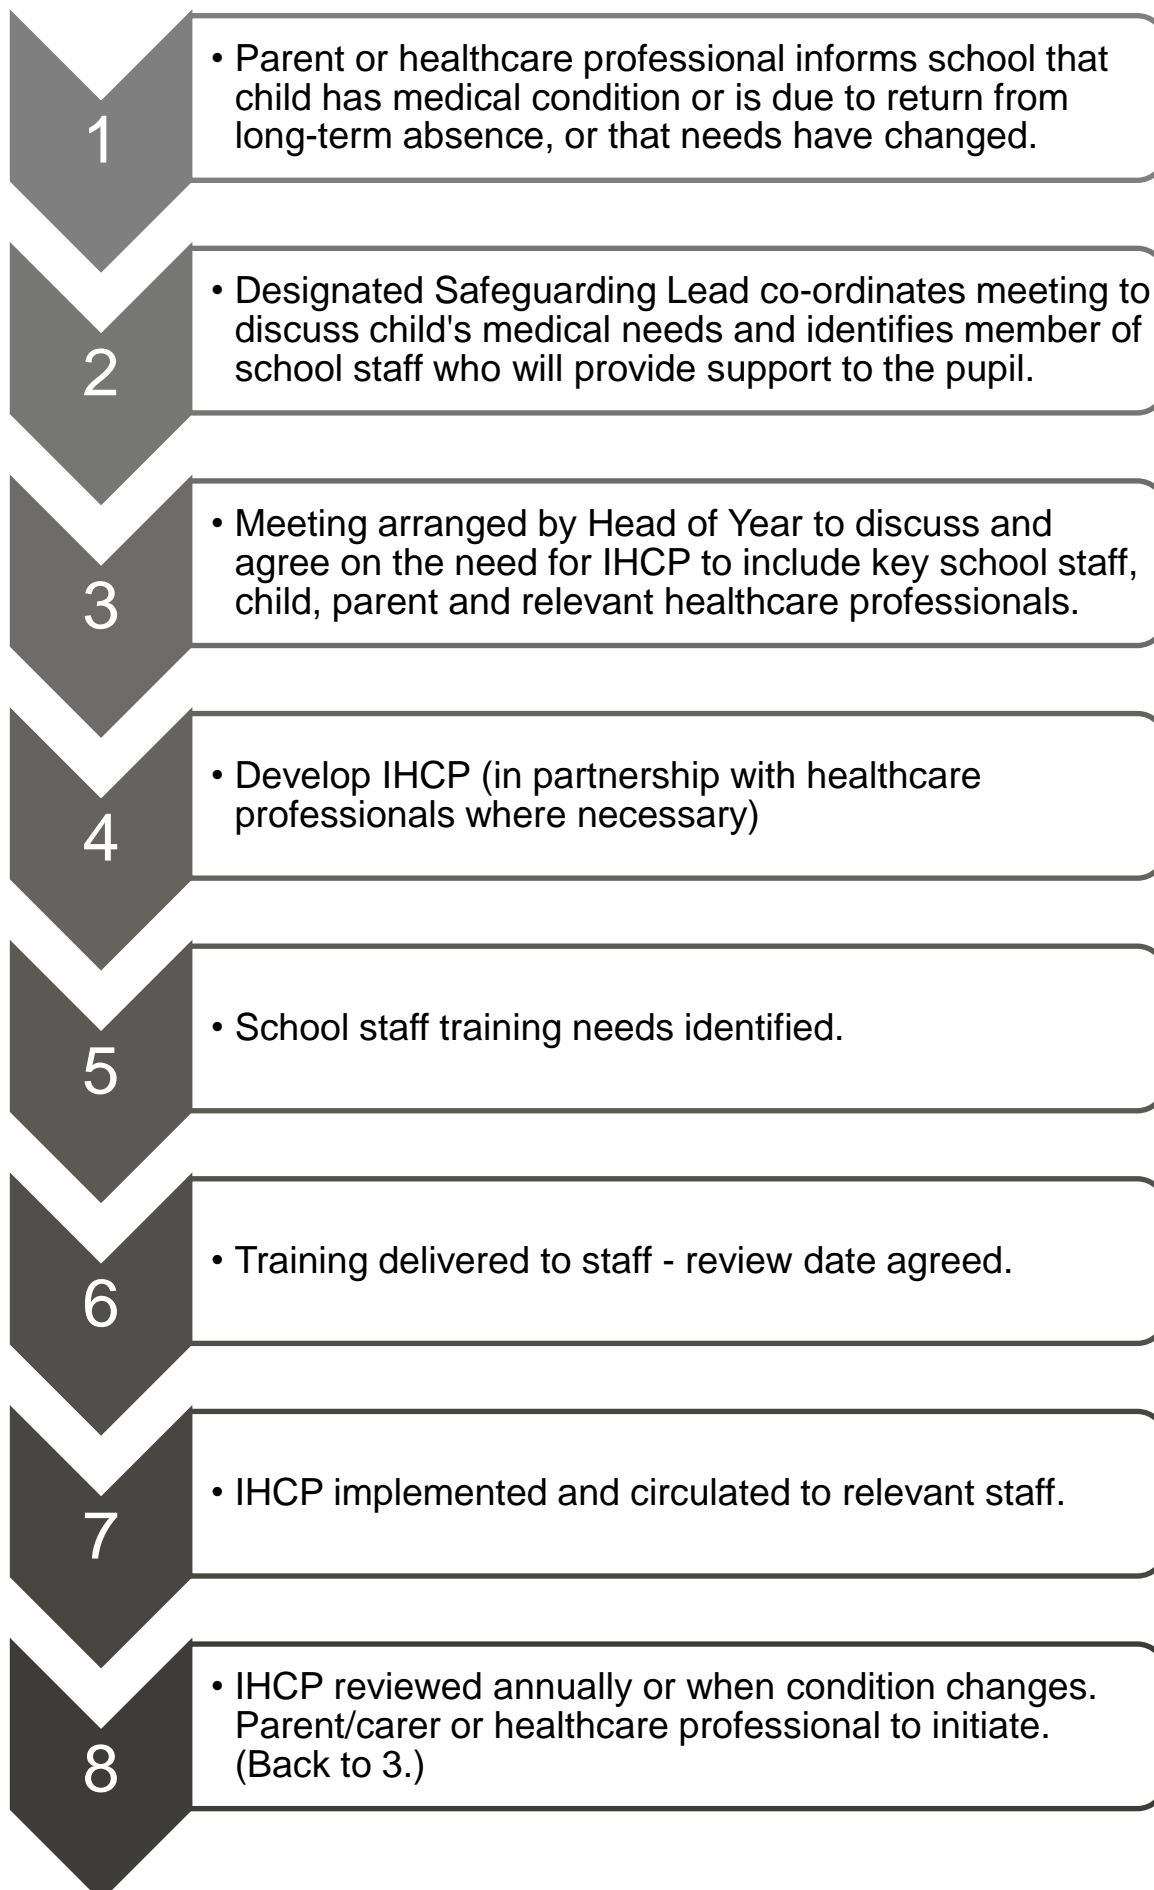 1
• Parent or healthcare professional informs school that
child has medical condition or is due to return from
long-term absence, or that needs have changed.
2
• Designated Safeguarding Lead co-ordinates meeting to
discuss child's medical needs and identifies member of
school staff who will provide support to the pupil.
3
• Meeting arranged by Head of Year to discuss and
agree on the need for IHCP to include key school staff,
child, parent and relevant healthcare professionals.
4
• Develop IHCP (in partnership with healthcare
professionals where necessary)
5
• School staff training needs identified.
6
• Training delivered to staff - review date agreed.
7
• IHCP implemented and circulated to relevant staff.
8
• IHCP reviewed annually or when condition changes.
Parent/carer or healthcare professional to initiate.
(Back to 3.)